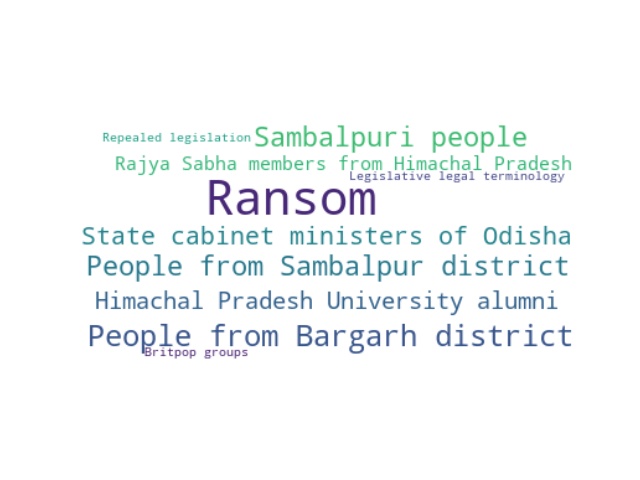 Repealed legislation
Sambalpuri people
Rajya Sabha members from Himachal Pradesh
Legislative legal terminology
Ransom
State cabinet ministers of Odisha
People from Sambalpur district
Himachal Pradesh University alumni
People from Bargarh district
Britpop groups